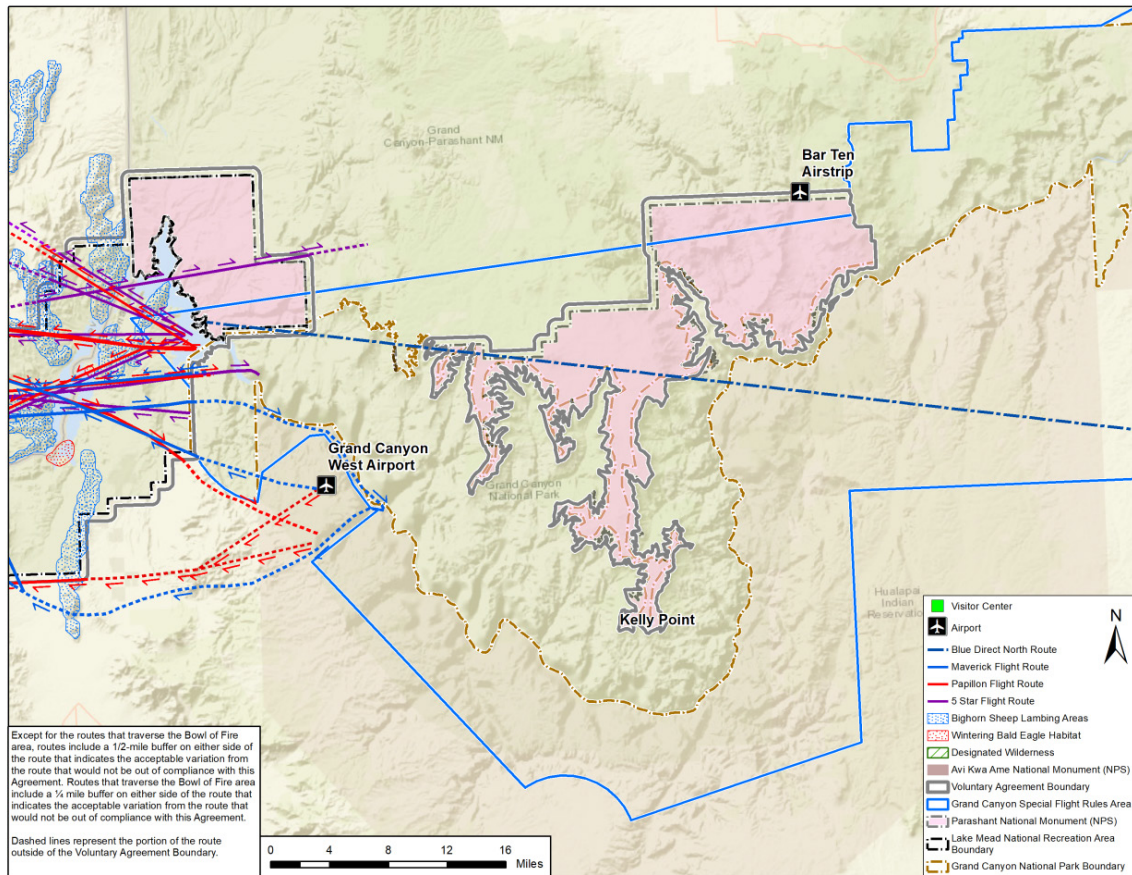 Grand
Canyon-Parashant NM
Bar Ten
Airstrip
Grand Canyon
West Airport
Grand Canyon
National Park
Kelly Point
Hualapai
Indian
Reservation
Visitor Center
Airport
Blue Direct North Route
Maverick Flight Route
Papillon Flight Route
5 Star Flight Route
Bighorn Sheep Lambing Areas
Wintering Bald Eagle Habitat
Designated Wilderness
Avi Kwa Ame National Monument (NPS)
Voluntary Agreement Boundary
Grand Canyon Special Flight Rules Area
Parashant National Monument (NPS)
Lake Mead National Recreation Area
Boundary
Grand Canyon National Park Boundary
N
Except for the routes that traverse the Bowl of Fire
area, routes include a 1/2-mile buffer on either side of
the route that indicates the acceptable variation from
the route that would not be out of compliance with this
Agreement. Routes that traverse the Bowl of Fire area
include a ¼ mile buffer on either side of the route that
indicates the acceptable variation from the route that
would not be out of compliance with this Agreement.
Dashed lines represent the portion of the route
outside of the Voluntary Agreement Boundary.
0 4 8 12 16
Miles